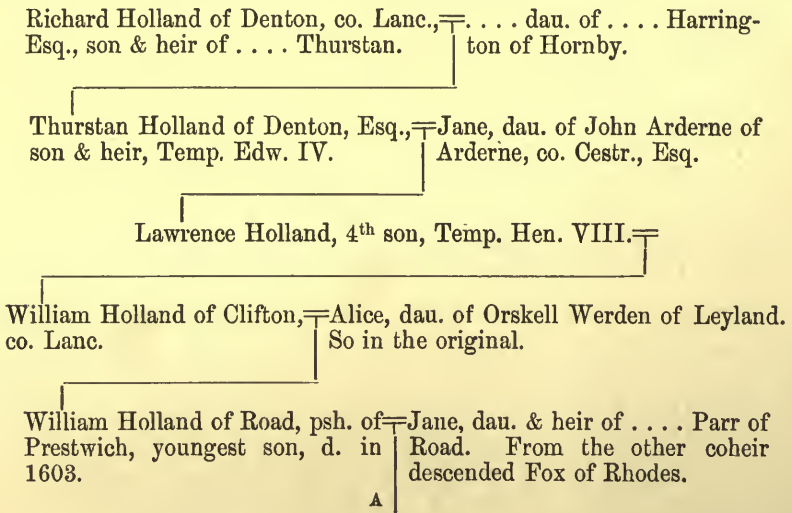 Richard Holland of Denton, co. Lanc.,=. . . . dau. of . . . . Harring-
Esq., son & heir of . . . . Thurstan. ton of Hornby.
Thurstan Holland of Denton, Esq.,=Jane, dau. of John Arderne of
son & heir, Temp. Edw. IV. Arderne, co. Cestr., Esq.
Lawrence Holland, 4th son, Temp. Hen. VIII.=
William Holland of Clifton,=Alice, dau. of Orskell Werden of Leyland.
co. Lanc. So in the original.
William Holland of Road, psh. of=Jane, dau. & heir of . . . . Parr of
Prestwich, youngest son, d. in Road. From the other coheir
1603. descended Fox of Rhodes.
A